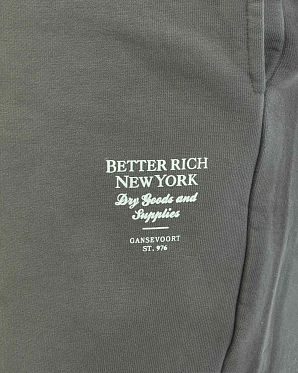 BETTER RICH
NEW YORK
Dry Goods and
Supplies
GANSEVOORT
ST. 976